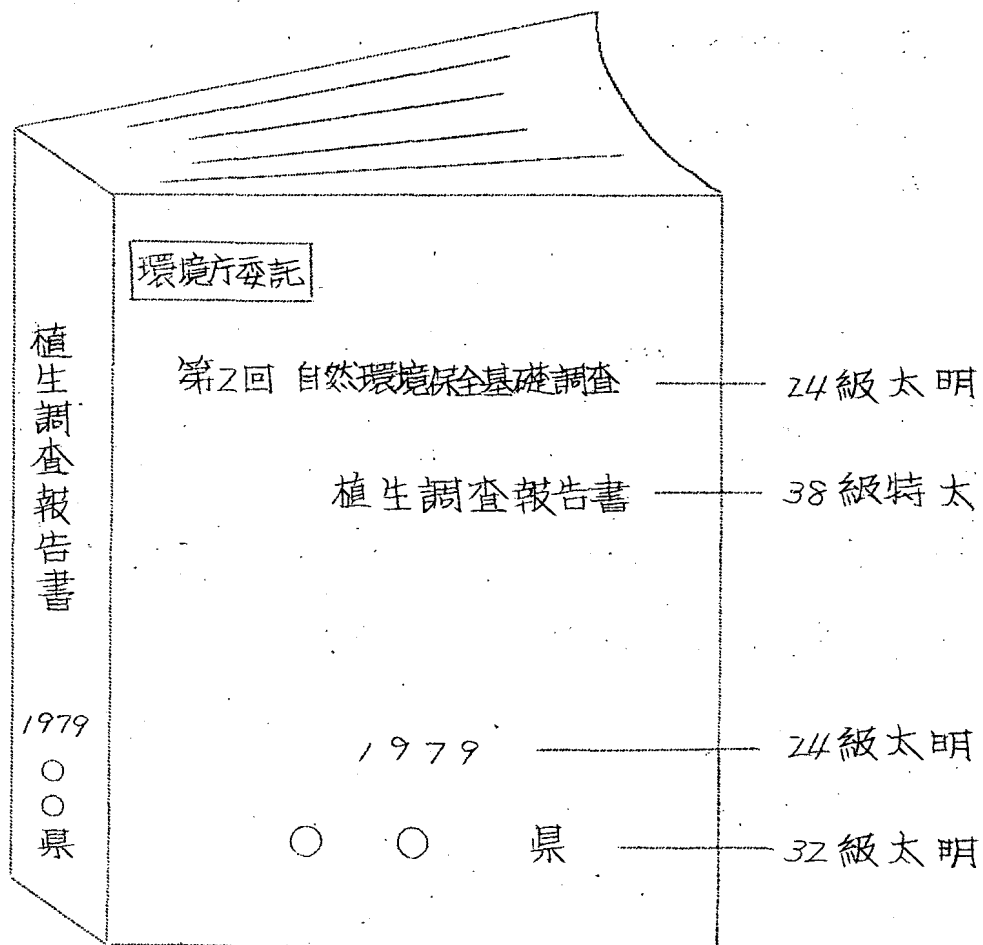 環境庁委託
第2回 自然環境保全基礎調査
24級太明
植生調査報告書
38級特太
1979
24級太明
○ ○ 県
32級太明
植生調査報告書
1979
○○県